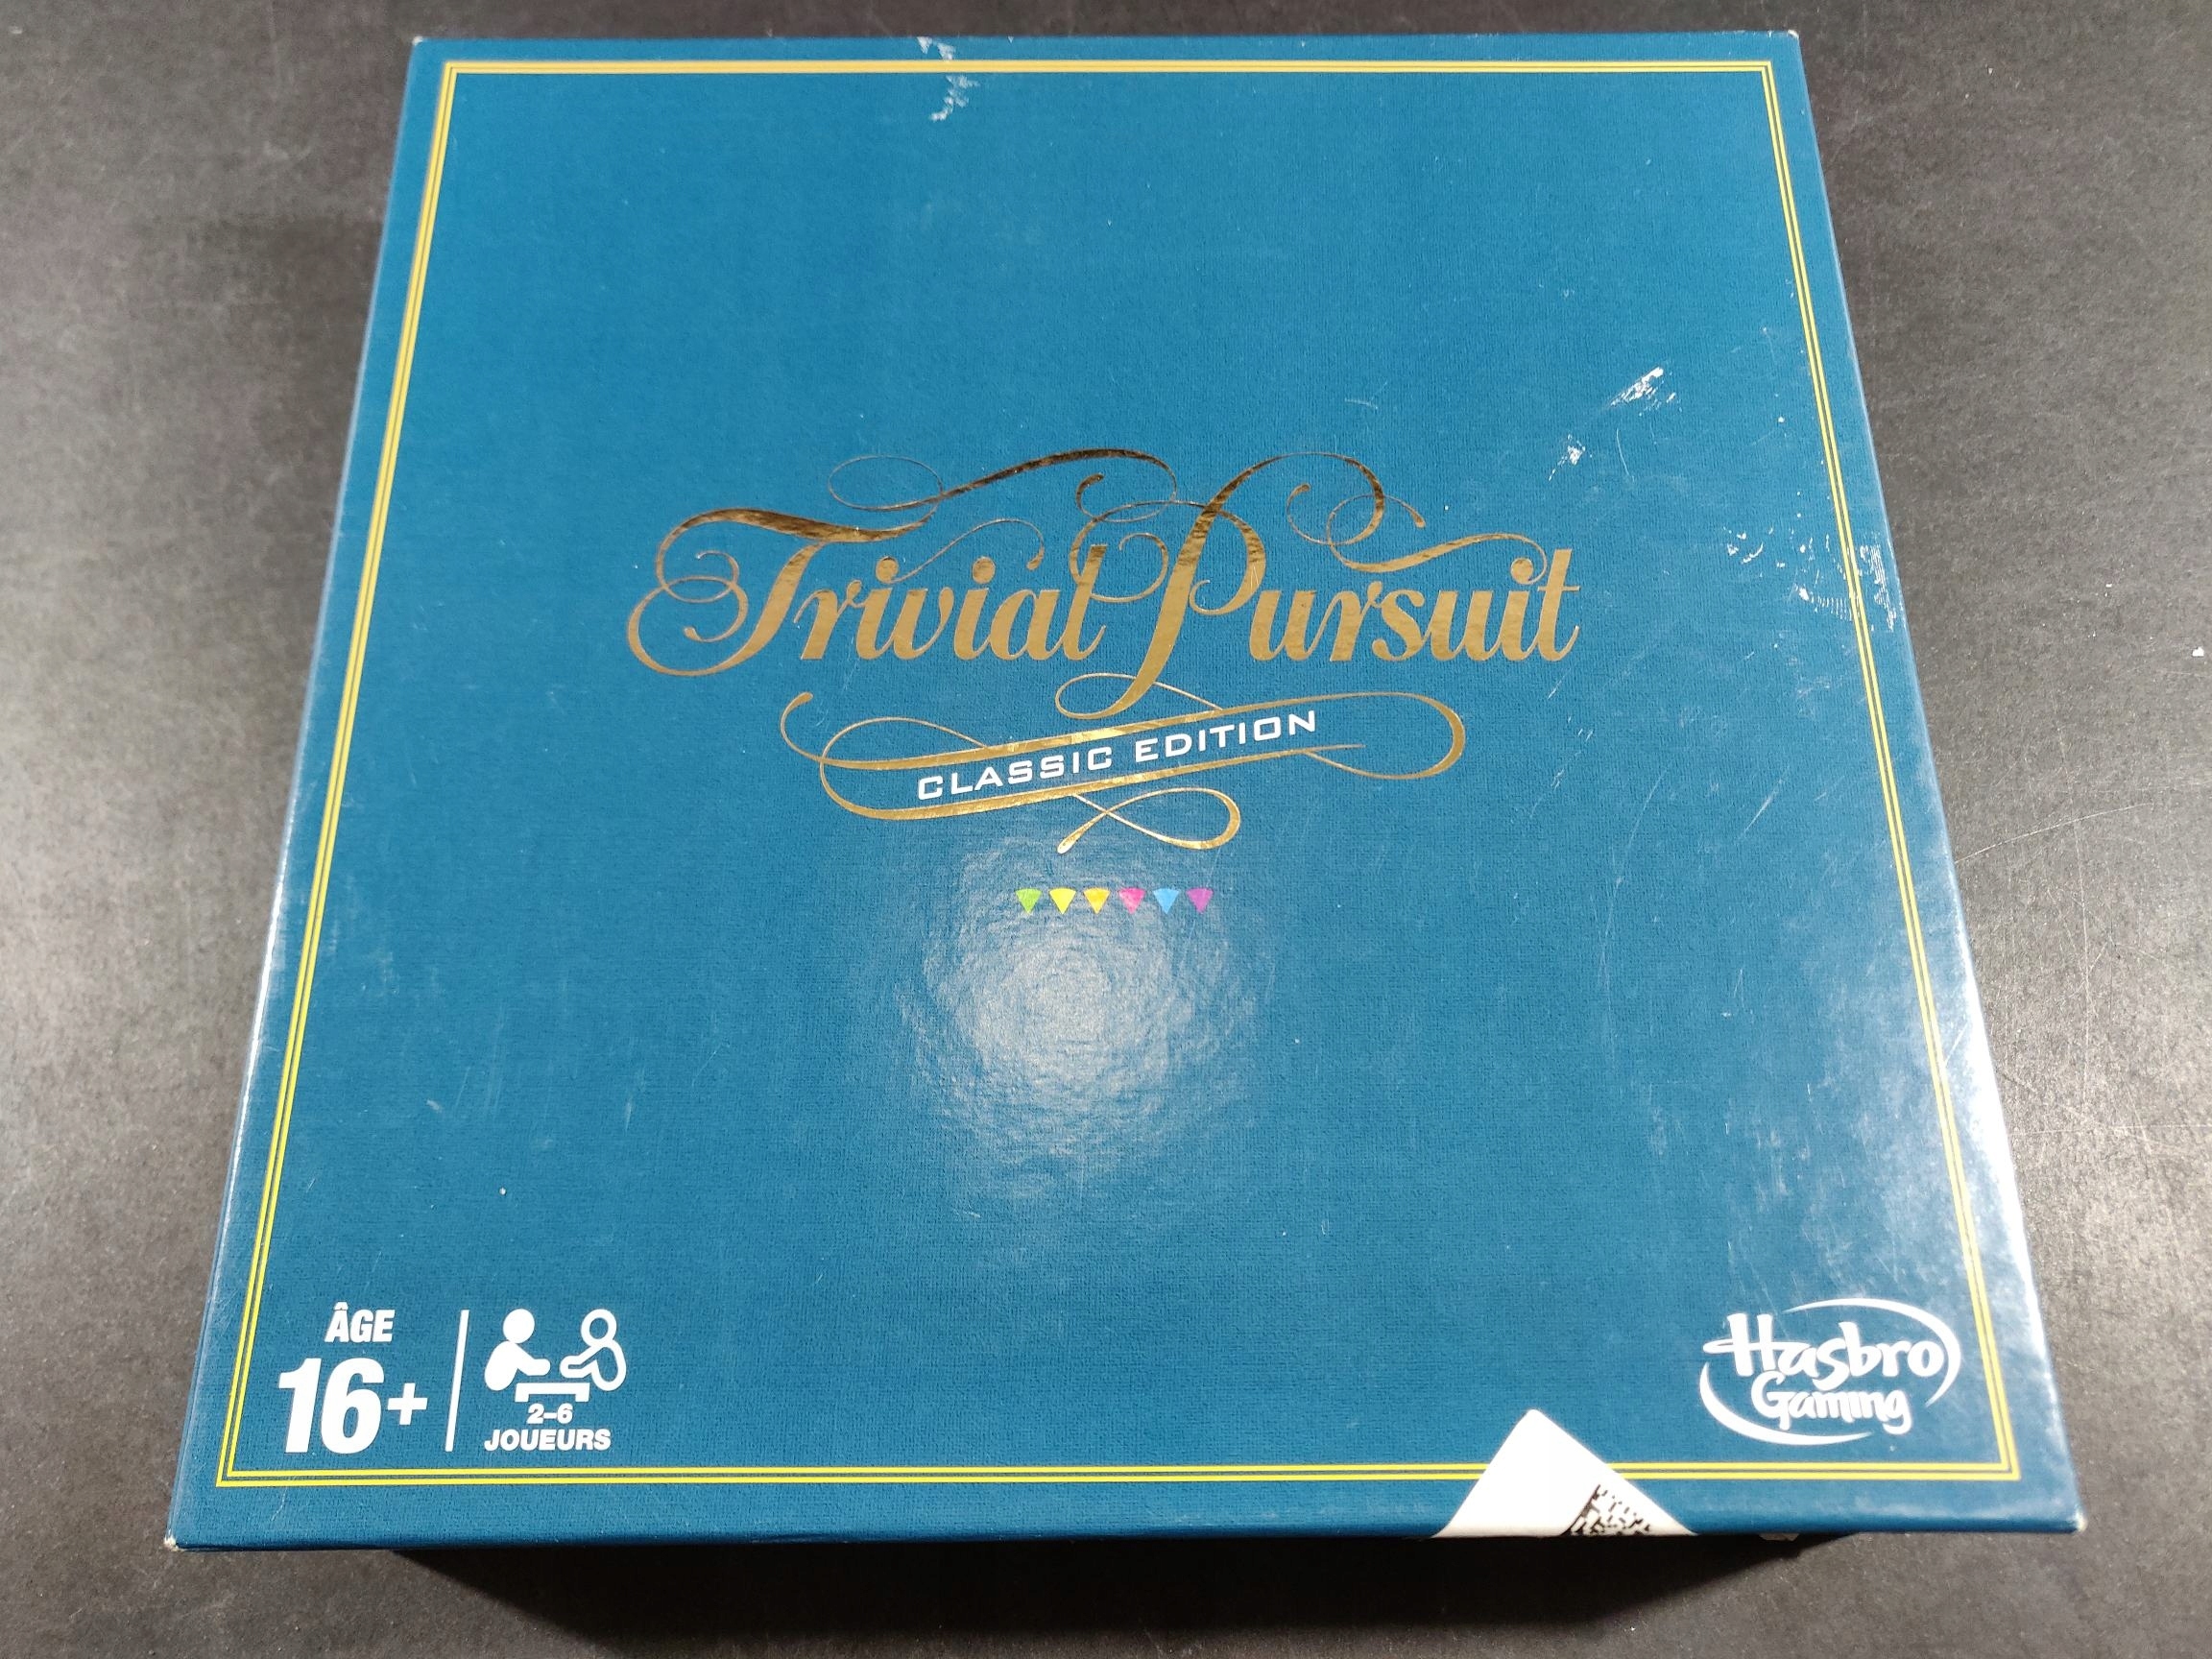 Trivial Pursuit
CLASSIC EDITION
ÂGE
16+
2-6
JOUEURS
Hasbro
Gaming